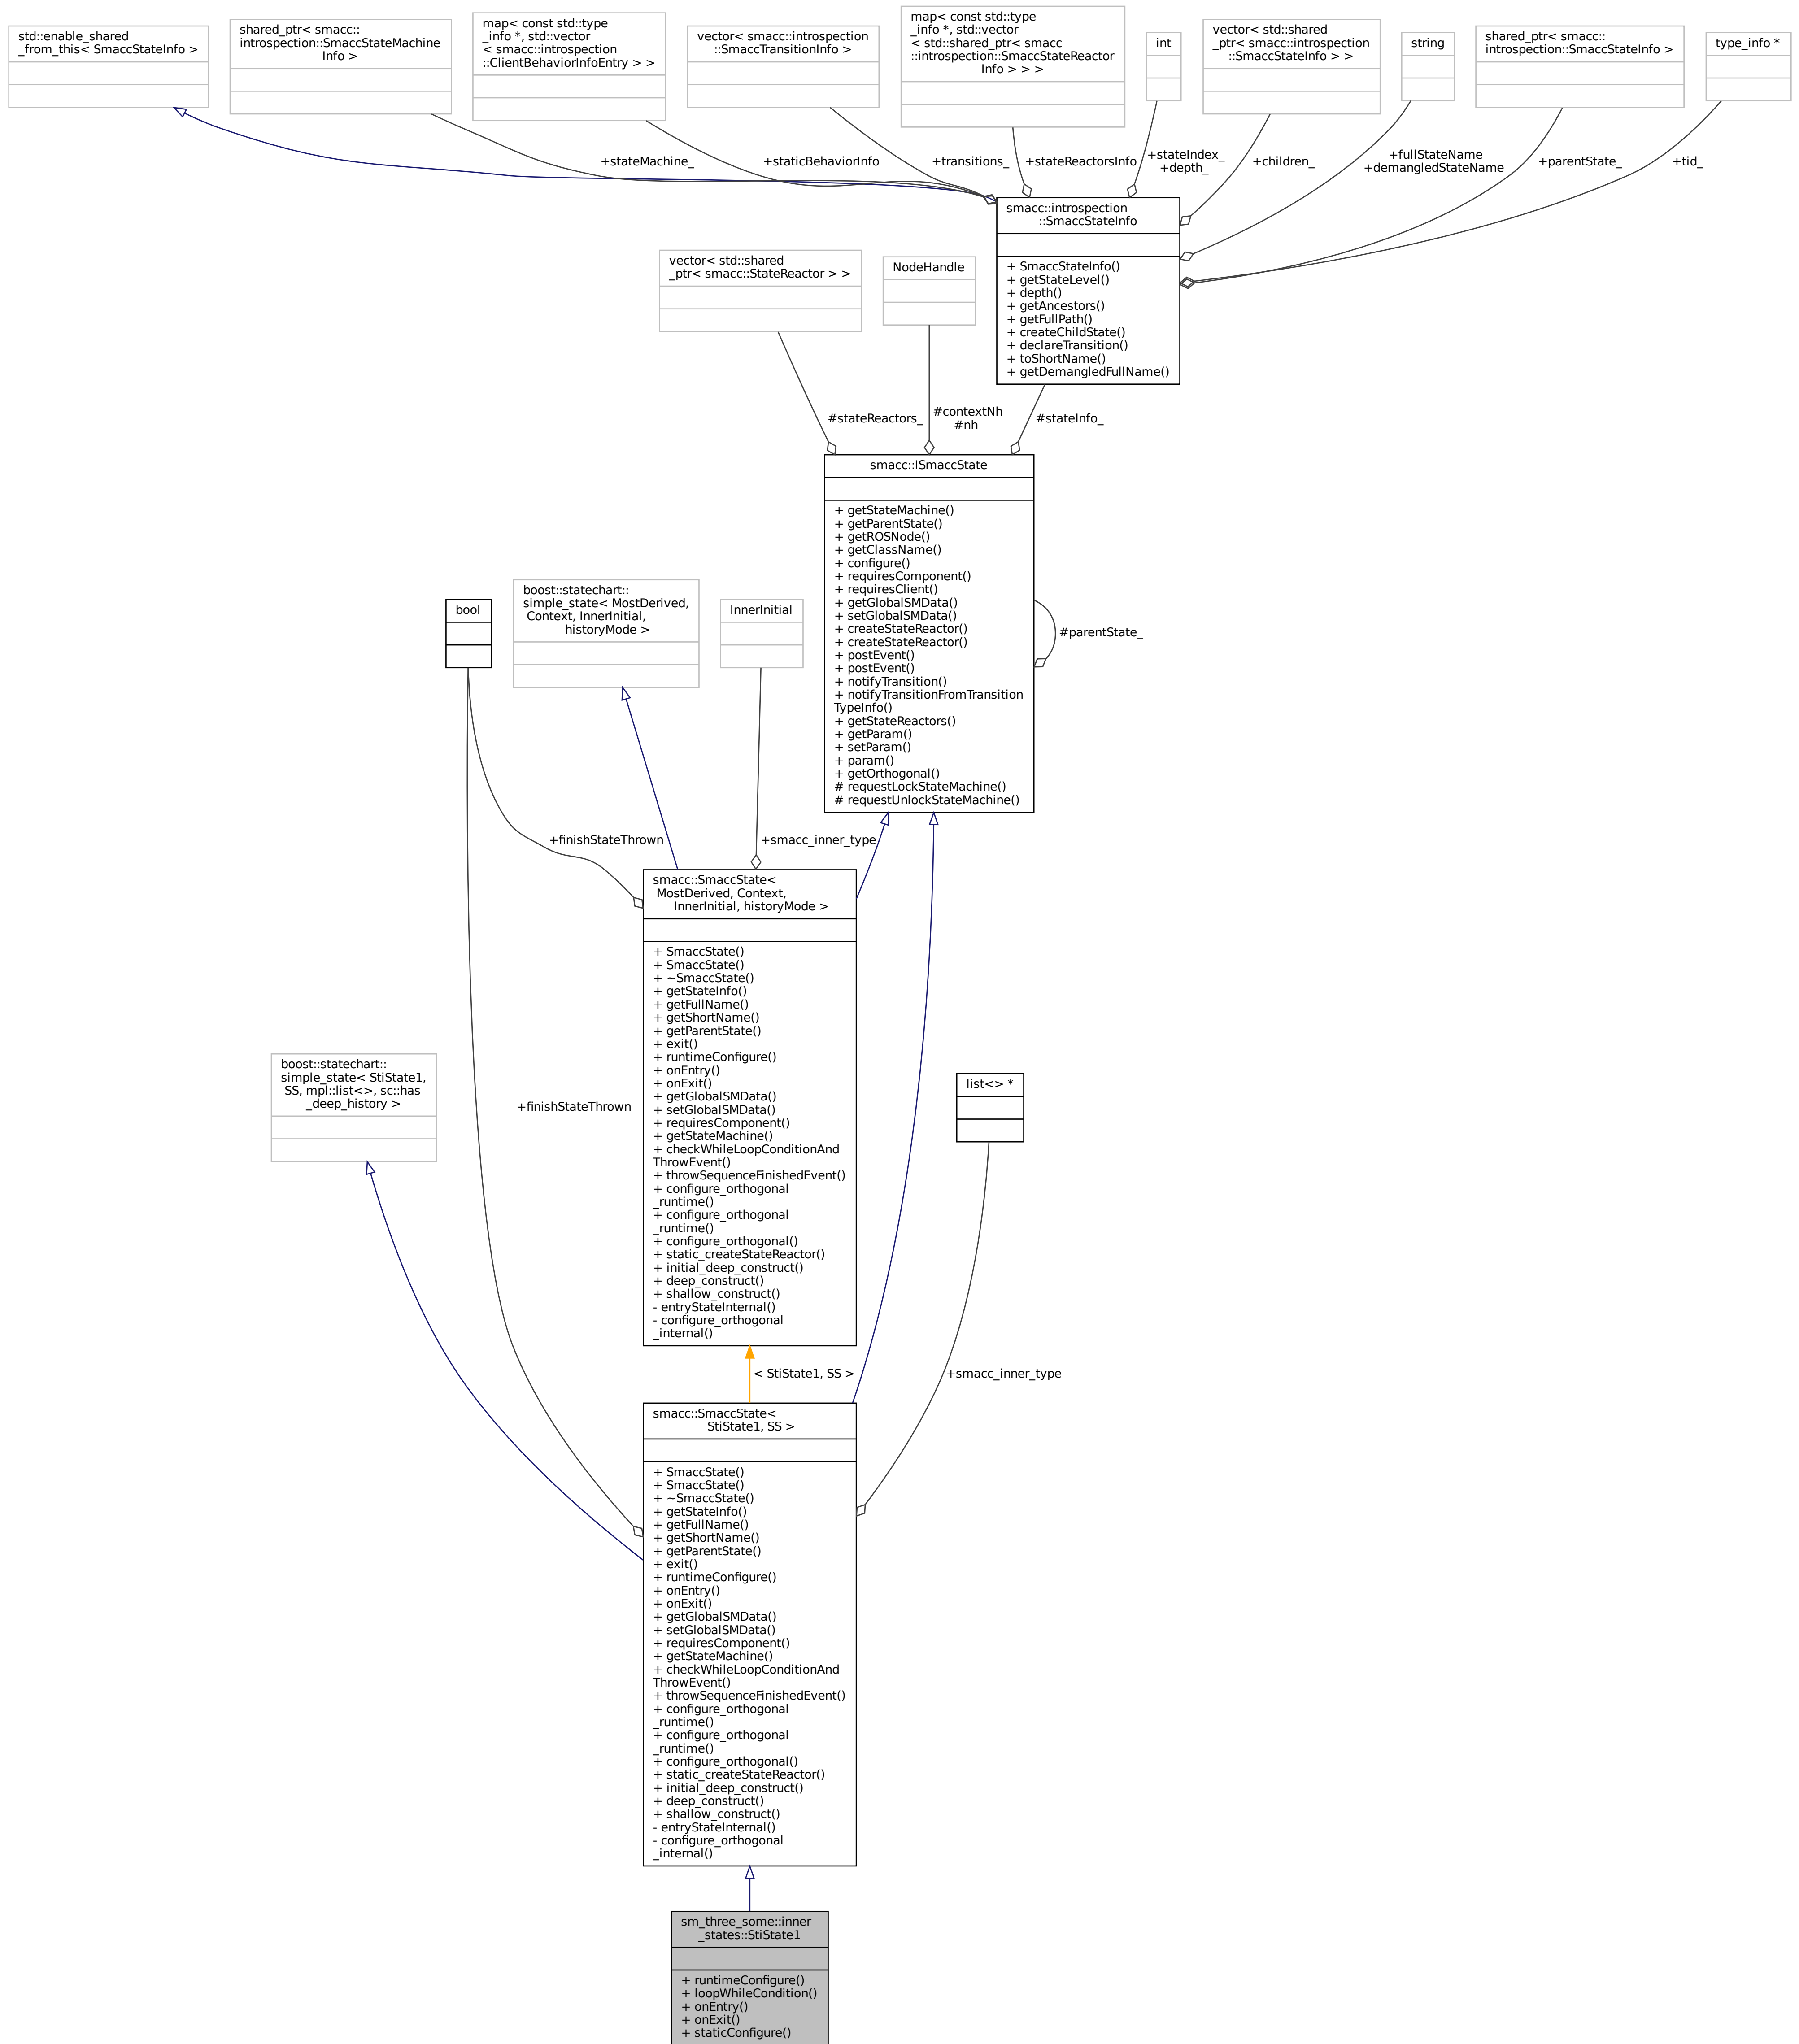 std::enable_shared
_from_this< SmaccStateInfo >
shared_ptr< smacc::
introspection::SmaccStateMachine
Info >
map< const std::type
_info *, std::vector
< smacc::introspection
::ClientBehaviorInfoEntry > >
vector< smacc::introspection
::SmaccTransitionInfo >
map< const std::type
_info *, std::vector
< std::shared_ptr< smacc
::introspection::SmaccStateReactor
Info > > >
int
vector< std::shared
_ptr< smacc::introspection
::SmaccStateInfo > >
string
shared_ptr< smacc::
introspection::SmaccStateInfo >
type_info *
+stateMachine_
+staticBehaviorInfo
+transitions_
+stateReactorsInfo
+stateIndex_
+depth_
+children_
+fullStateName
+demangledStateName
+parentState_
+tid_
smacc::introspection
::SmaccStateInfo
+ SmaccStateInfo()
+ getStateLevel()
+ depth()
+ getAncestors()
+ getFullPath()
+ createChildState()
+ declareTransition()
+ toShortName()
+ getDemangledFullName()
vector< std::shared
_ptr< smacc::StateReactor > >
NodeHandle
#stateReactors_
#contextNh
#nh
#stateInfo_
smacc::ISmaccState
+ getStateMachine()
+ getParentState()
+ getROSNode()
+ getClassName()
+ configure()
+ requiresComponent()
+ requiresClient()
+ getGlobalSMData()
+ setGlobalSMData()
+ createStateReactor()
+ createStateReactor()
+ postEvent()
+ postEvent()
+ notifyTransition()
+ notifyTransitionFromTransition
TypeInfo()
+ getStateReactors()
+ getParam()
+ setParam()
+ param()
+ getOrthogonal()
# requestLockStateMachine()
# requestUnlockStateMachine()
#parentState_
bool
boost::statechart::
simple_state< MostDerived,
Context, InnerInitial,
historyMode >
InnerInitial
+finishStateThrown
+smacc_inner_type
smacc::SmaccState<
MostDerived, Context,
InnerInitial, historyMode >
+ SmaccState()
+ SmaccState()
+ ~SmaccState()
+ getStateInfo()
+ getFullName()
+ getShortName()
+ getParentState()
+ exit()
+ runtimeConfigure()
+ onEntry()
+ onExit()
+ getGlobalSMData()
+ setGlobalSMData()
+ requiresComponent()
+ getStateMachine()
+ checkWhileLoopConditionAnd
ThrowEvent()
+ throwSequenceFinishedEvent()
+ configure_orthogonal
_runtime()
+ configure_orthogonal
_runtime()
+ configure_orthogonal()
+ static_createStateReactor()
+ initial_deep_construct()
+ deep_construct()
+ shallow_construct()
- entryStateInternal()
- configure_orthogonal
_internal()
boost::statechart::
simple_state< StiState1,
SS, mpl::list<>, sc::has
_deep_history >
+finishStateThrown
list<> *
< StiState1, SS >
+smacc_inner_type
smacc::SmaccState<
StiState1, SS >
+ SmaccState()
+ SmaccState()
+ ~SmaccState()
+ getStateInfo()
+ getFullName()
+ getShortName()
+ getParentState()
+ exit()
+ runtimeConfigure()
+ onEntry()
+ onExit()
+ getGlobalSMData()
+ setGlobalSMData()
+ requiresComponent()
+ getStateMachine()
+ checkWhileLoopConditionAnd
ThrowEvent()
+ throwSequenceFinishedEvent()
+ configure_orthogonal
_runtime()
+ configure_orthogonal
_runtime()
+ configure_orthogonal()
+ static_createStateReactor()
+ initial_deep_construct()
+ deep_construct()
+ shallow_construct()
- entryStateInternal()
- configure_orthogonal
_internal()
sm_three_some::inner
_states::StiState1
+ runtimeConfigure()
+ loopWhileCondition()
+ onEntry()
+ onExit()
+ staticConfigure()